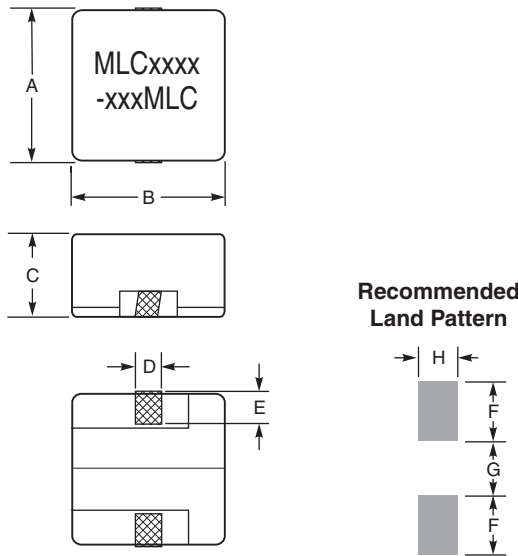 MLCxxxx
-xxxMLC
A
B
C
D
E
Recommended
Land Pattern
H
F
G
F